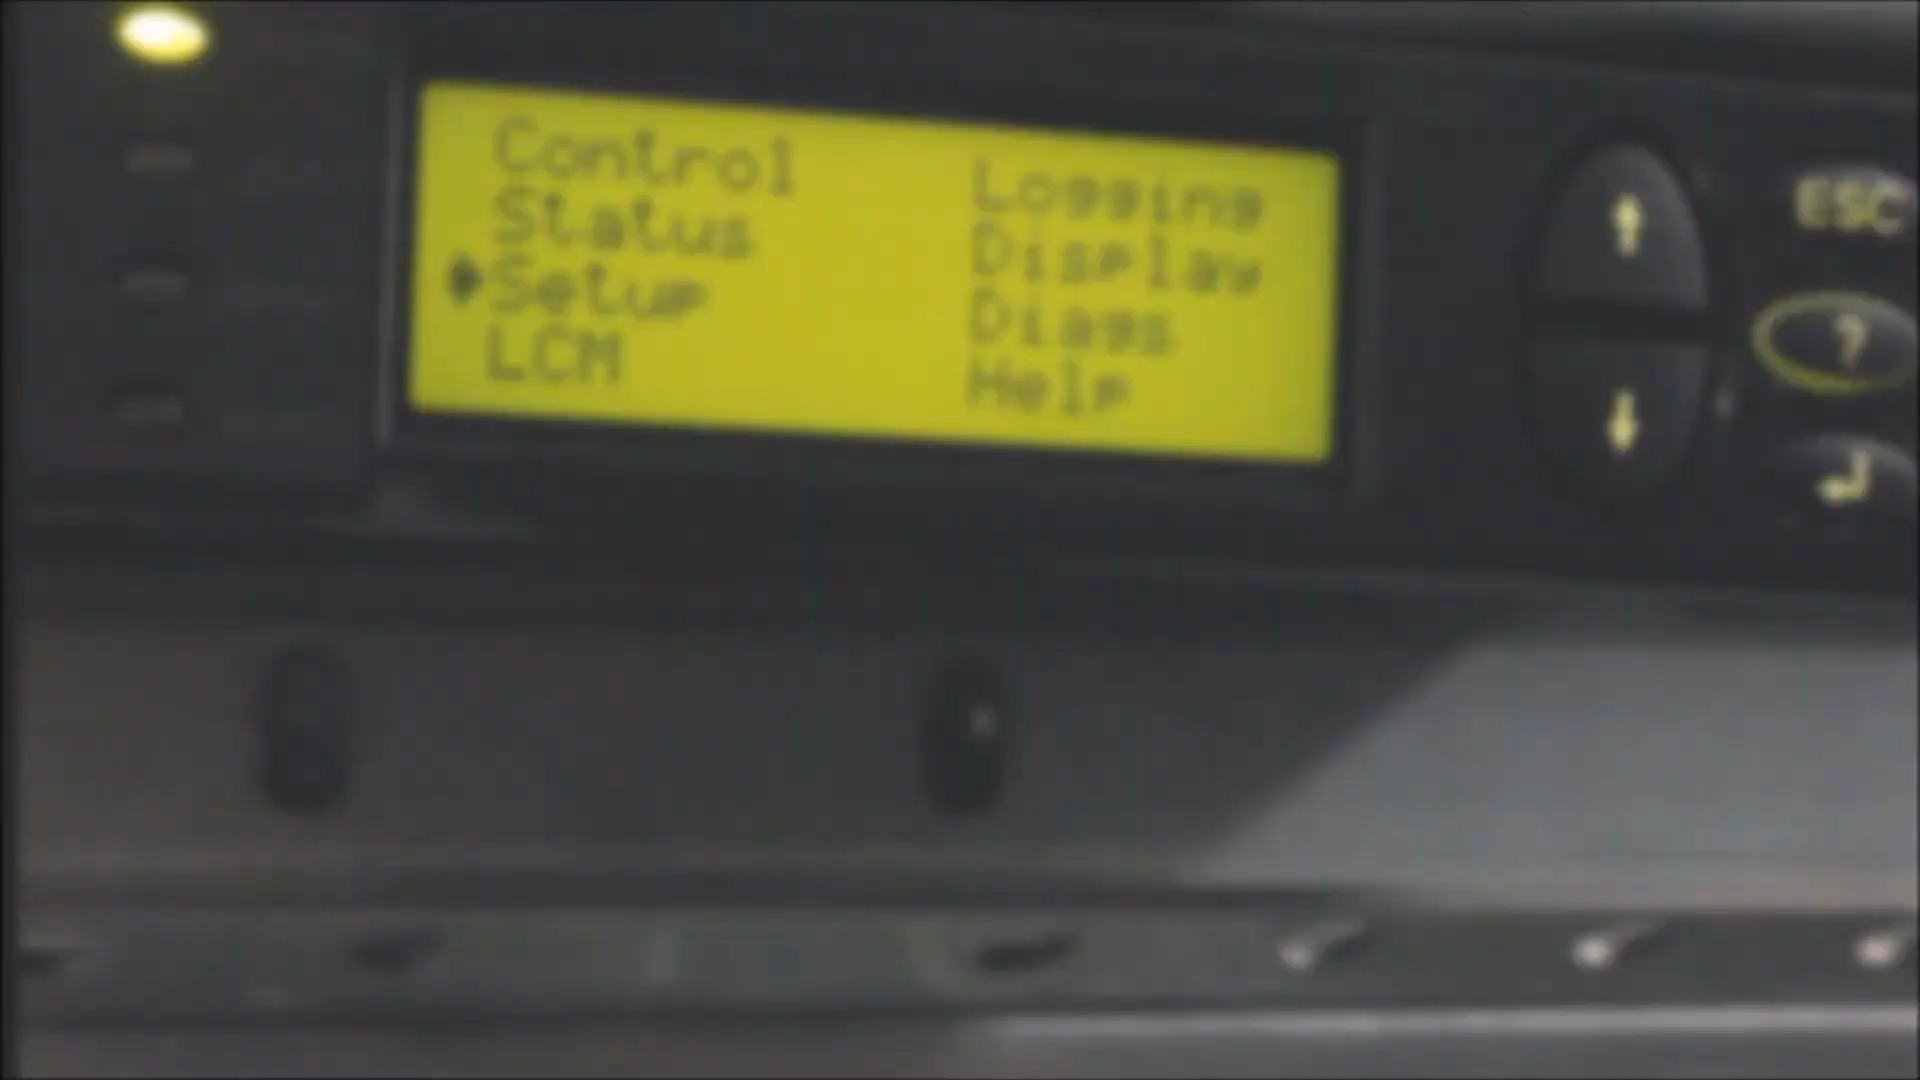 Control Logging
Status Display
Setup Diags
LCM Help
ESC
?